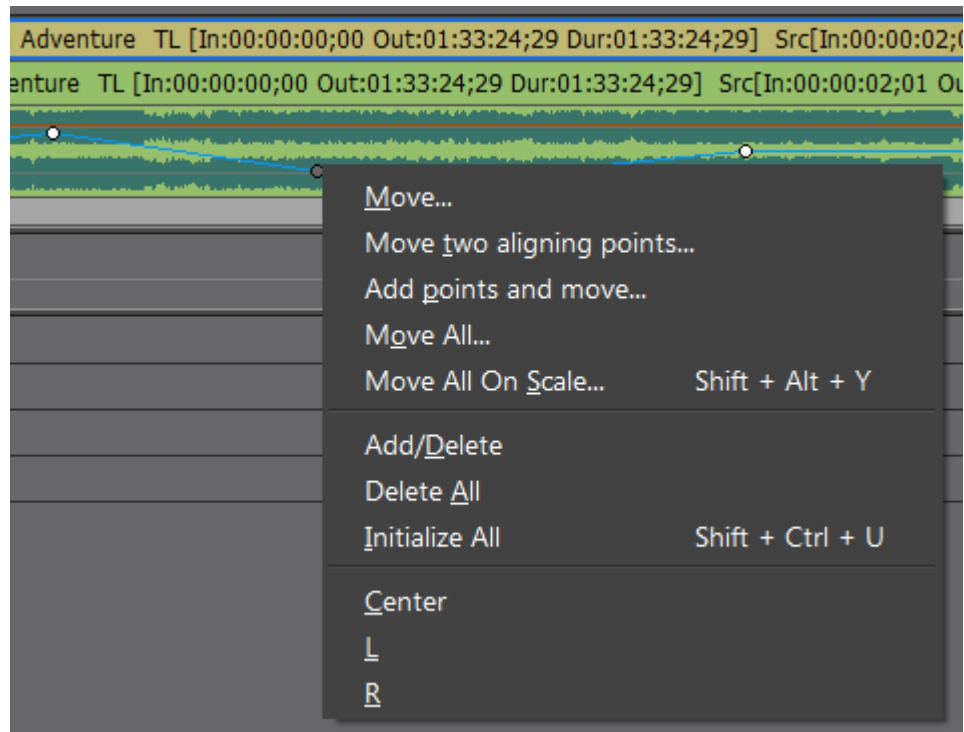 Adventure TL [In:00:00:00;00 Out:01:33:24;29 Dur:01:33:24;29] Src[In:00:00:02;0
enture TL [In:00:00:00;00 Out:01:33:24;29 Dur:01:33:24;29] Src[In:00:00:02;01 Ou
Move...
Move two aligning points...
Add points and move...
Move All...
Move All On Scale... Shift + Alt + Y
Add/Delete
Delete All
Initialize All Shift + Ctrl + U
Center
L
R